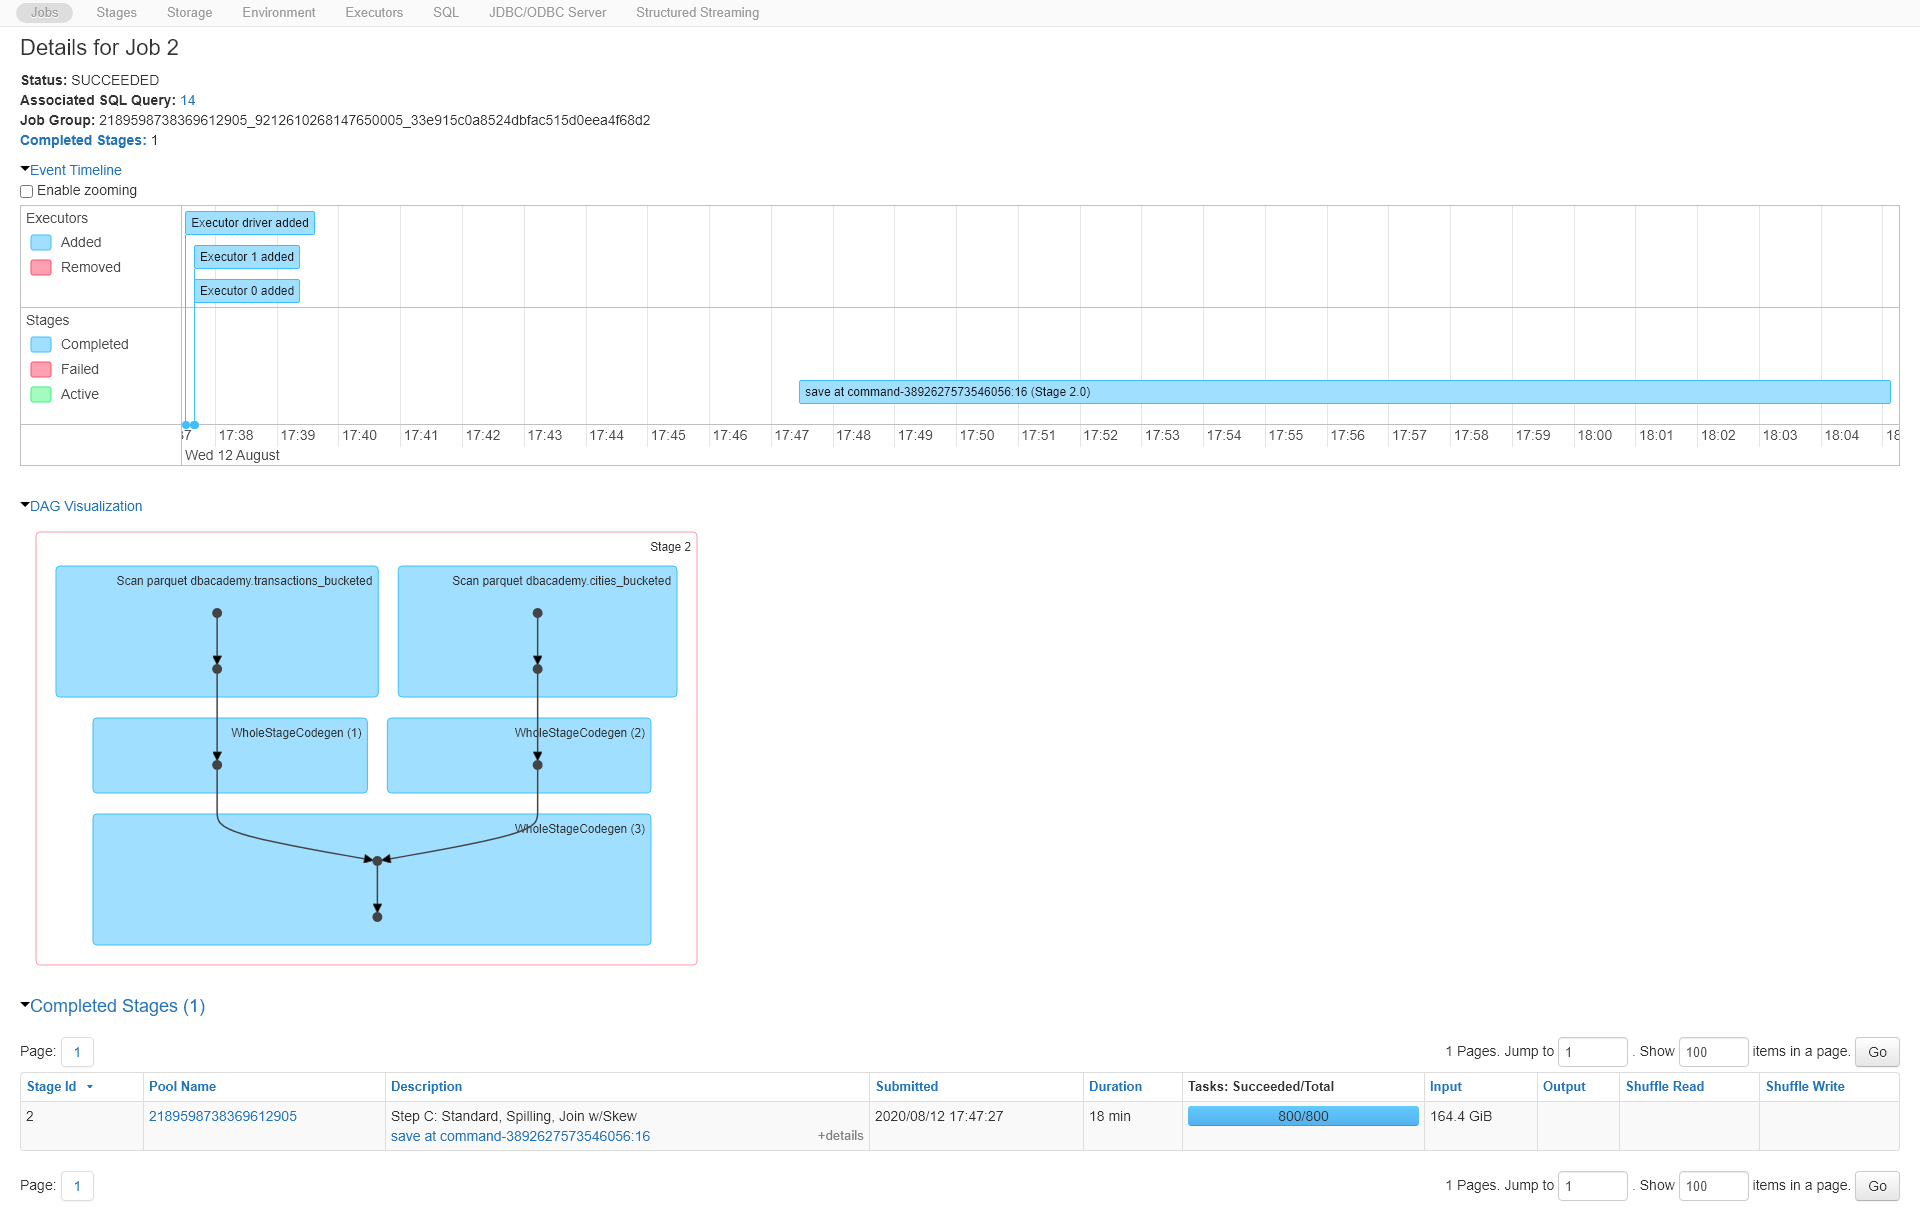 Jobs Stages Storage Environment Executors SQL JDBC/ODBC Server Structured Streaming
Details for Job 2
Status: SUCCEEDED
Associated SQL Query: 14
Job Group: 2189598738369612905_9212610268147650005_33e915c0a8524dbfac515d0eea4f68d2
Completed Stages: 1
Event Timeline
Enable zooming
Executors
Added
Removed
Executor driver added
Executor 1 added
Executor 0 added
Stages
Completed
Failed
Active
save at command-3892627573546056:16 (Stage 2.0)
37 17:38 17:39 17:40 17:41 17:42 17:43 17:44 17:45 17:46 17:47 17:48 17:49 17:50 17:51 17:52 17:53 17:54 17:55 17:56 17:57 17:58 17:59 18:00 18:01 18:02 18:03 18:04 18
Wed 12 August
DAG Visualization
Stage 2
Scan parquet dbacademy.transactions_bucketed
Scan parquet dbacademy.cities_bucketed
WholeStageCodegen (1)
WholeStageCodegen (2)
WholeStageCodegen (3)
Completed Stages (1)
Page: 1
1 Pages. Jump to 1 . Show 100 items in a page. Go
Stage Id Pool Name Description Submitted Duration Tasks: Succeeded/Total Input Output Shuffle Read Shuffle Write
2 2189598738369612905 Step C: Standard, Spilling, Join w/Skew 2020/08/12 17:47:27 18 min 800/800 164.4 GiB
save at command-3892627573546056:16 +details
Page: 1
1 Pages. Jump to 1 . Show 100 items in a page. Go